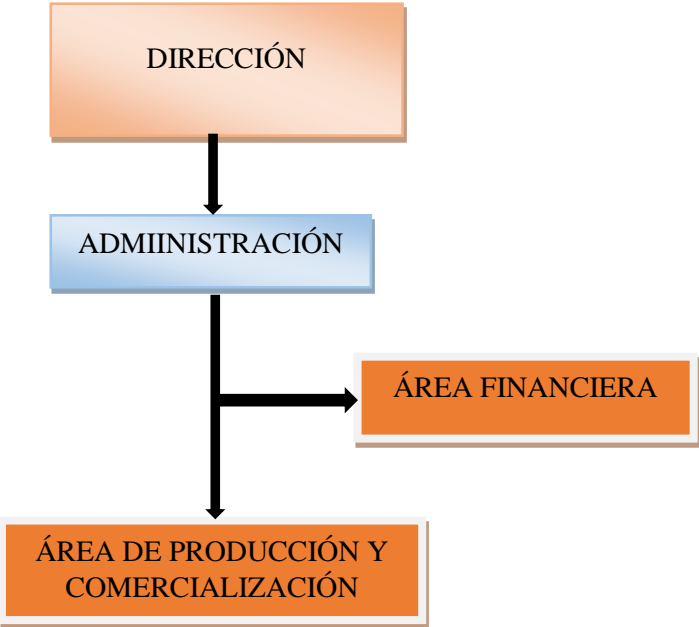 DIRECCIÓN
ADMIINISTRACIÓN
ÁREA FINANCIERA
ÁREA DE PRODUCCIÓN Y
COMERCIALIZACIÓN